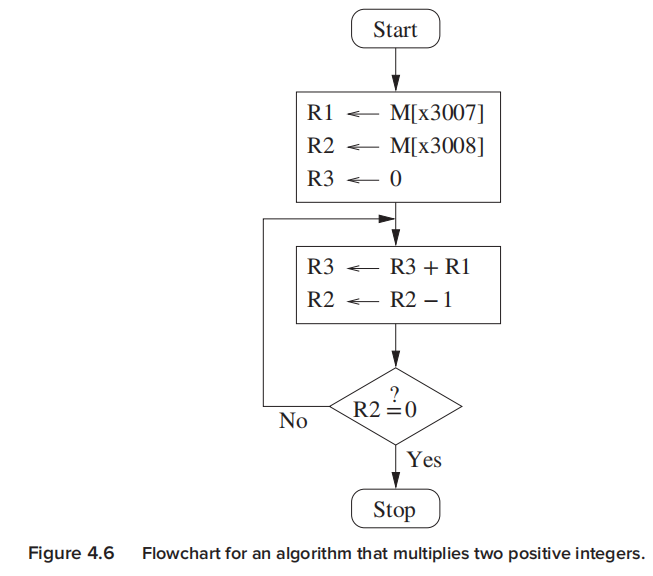 Start
R1 ← M[x3007]
R2 ← M[x3008]
R3 ← 0
R3 ← R3 + R1
R2 ← R2 – 1
?
R2 = 0
No
Yes
Stop
Figure 4.6 Flowchart for an algorithm that multiplies two positive integers.